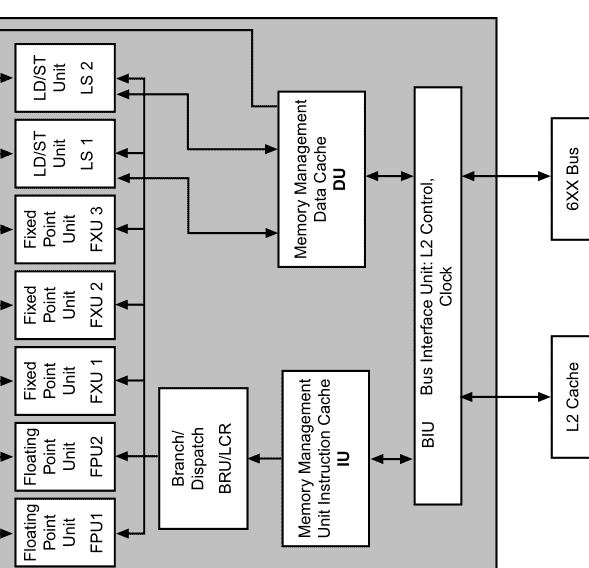 LD/ST
Unit
LS 2
LD/ST
Unit
LS 1
Fixed
Point
Unit
FXU 3
Fixed
Point
Unit
FXU 2
Fixed
Point
Unit
FXU 1
Floating
Point
Unit
FPU2
Floating
Point
Unit
FPU1
Branch/
Dispatch
BRU/LCR
Memory Management
Data Cache
DU
Memory Management
Unit Instruction Cache
IU
BIU Bus Interface Unit: L2 Control,
Clock
6XX Bus
L2 Cache